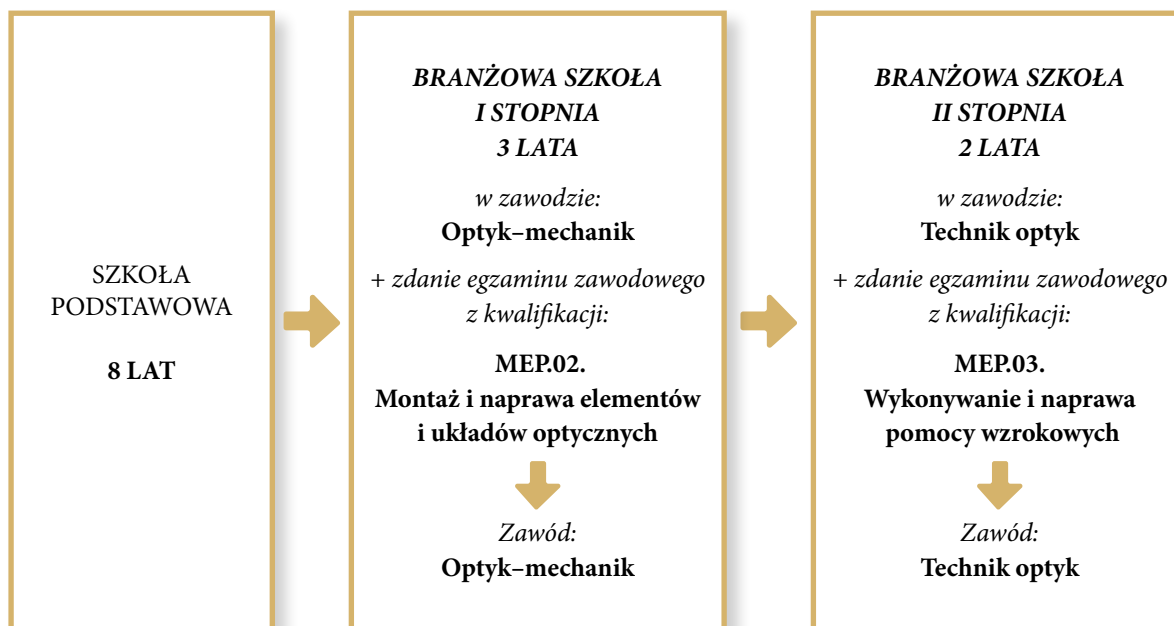 SZKOŁA
PODSTAWOWA
8 LAT
BRANŻOWA SZKOŁA
I STOPNIA
3 LATA
w zawodzie:
Optyk–mechanik
+ zdanie egzaminu zawodowego
z kwalifikacji:
MEP.02.
Montaż i naprawa elementów
i układów optycznych
Zawód:
Optyk–mechanik
BRANŻOWA SZKOŁA
II STOPNIA
2 LATA
w zawodzie:
Technik optyk
+ zdanie egzaminu zawodowego
z kwalifikacji:
MEP.03.
Wykonywanie i naprawa
pomocy wzrokowych
Zawód:
Technik optyk